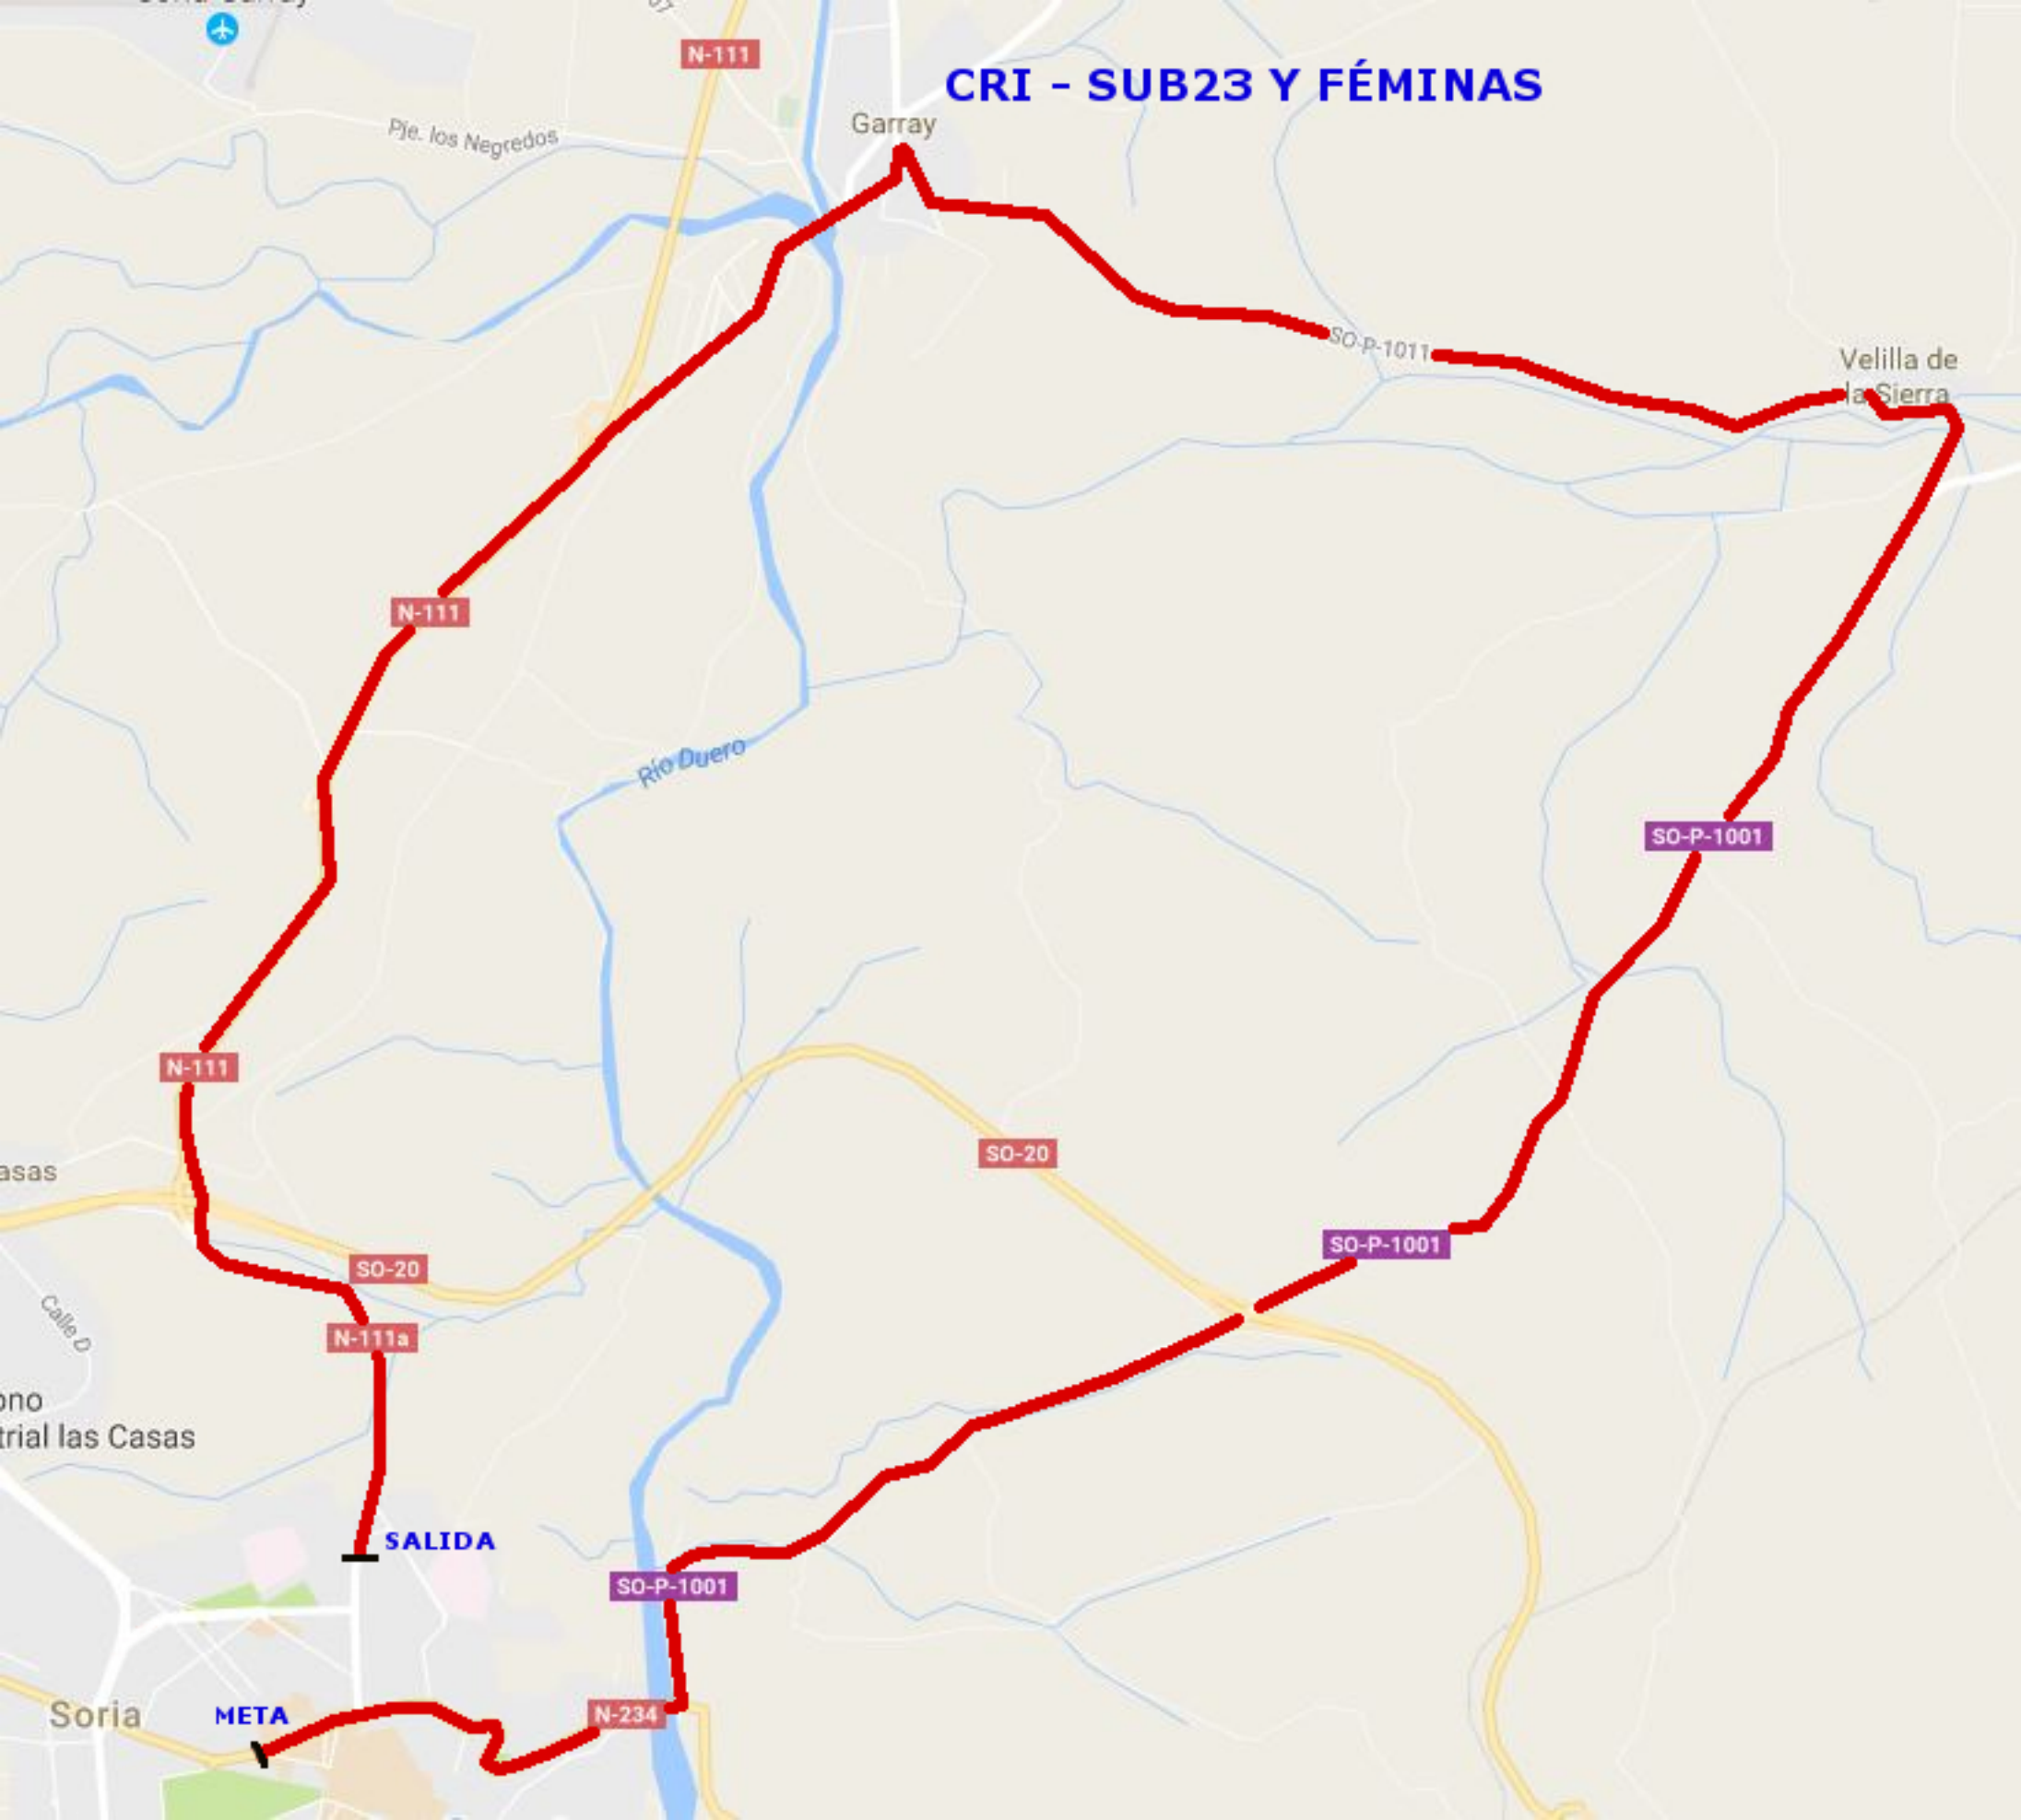 N-111
CRI - SUB23 Y FÉMINAS
Garray
Pje. los Negredos
SO-P-1011
Velilla de
la Sierra
N-111
Río Duero
SO-P-1001
N-111
SO-20
asas
SO-P-1001
SO-20
Calle D
N-111a
ono
trial las Casas
SALIDA
SO-P-1001
N-234
Soria
META